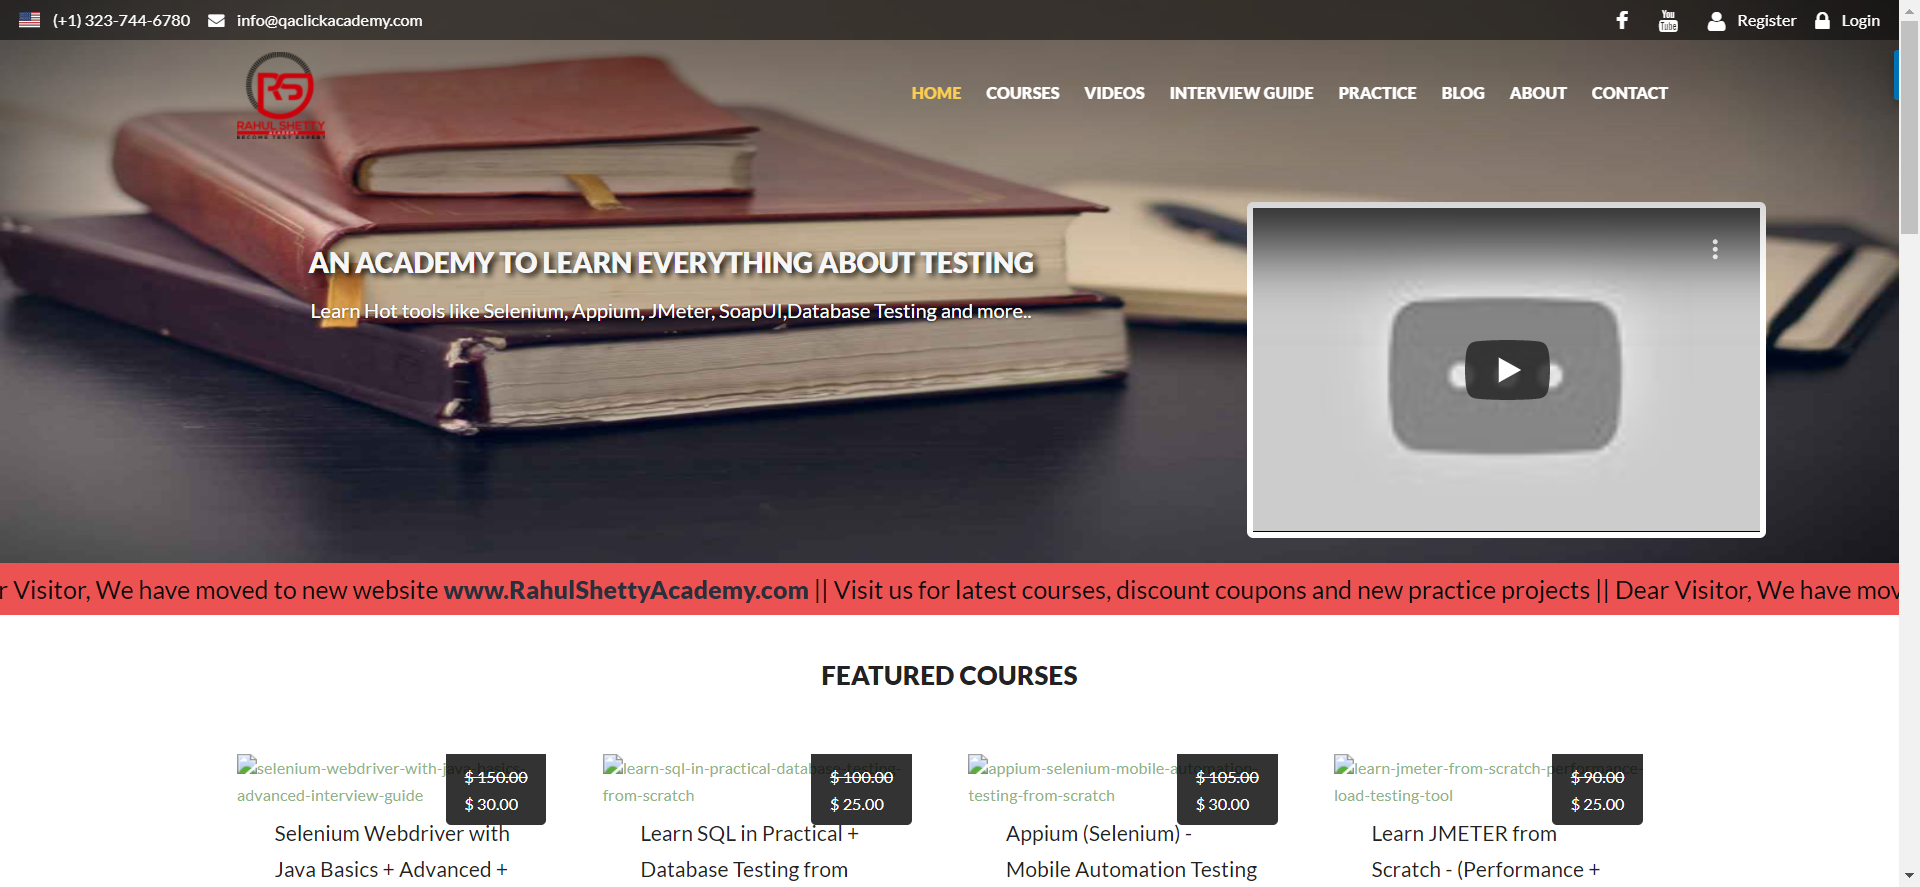 (+1) 323-744-6780 info@qaclickacademy.com Register Login
RS
RAHUL SHETTY
ACADEMY
BECOME TEST EXPERT
HOME COURSES VIDEOS INTERVIEW GUIDE PRACTICE BLOG ABOUT CONTACT
AN ACADEMY TO LEARN EVERYTHING ABOUT TESTING
Learn Hot tools like Selenium, Appium, JMeter, SoapUI,Database Testing and more..
r Visitor, We have moved to new website www.RahulShettyAcademy.com || Visit us for latest courses, discount coupons and new practice projects || Dear Visitor, We have mov
FEATURED COURSES
selenium-webdriver-with-java-basics-
advanced-interview-guide
$ 150.00
$ 30.00
Selenium Webdriver with
Java Basics + Advanced +
learn-sql-in-practical-database-testing-
from-scratch
$ 100.00
$ 25.00
Learn SQL in Practical +
Database Testing from
appium-selenium-mobile-automation-
testing-from-scratch
$ 105.00
$ 30.00
Appium (Selenium) -
Mobile Automation Testing
learn-jmeter-from-scratch-performance-
load-testing-tool
$ 90.00
$ 25.00
Learn JMETER from
Scratch - (Performance +
You
Tube